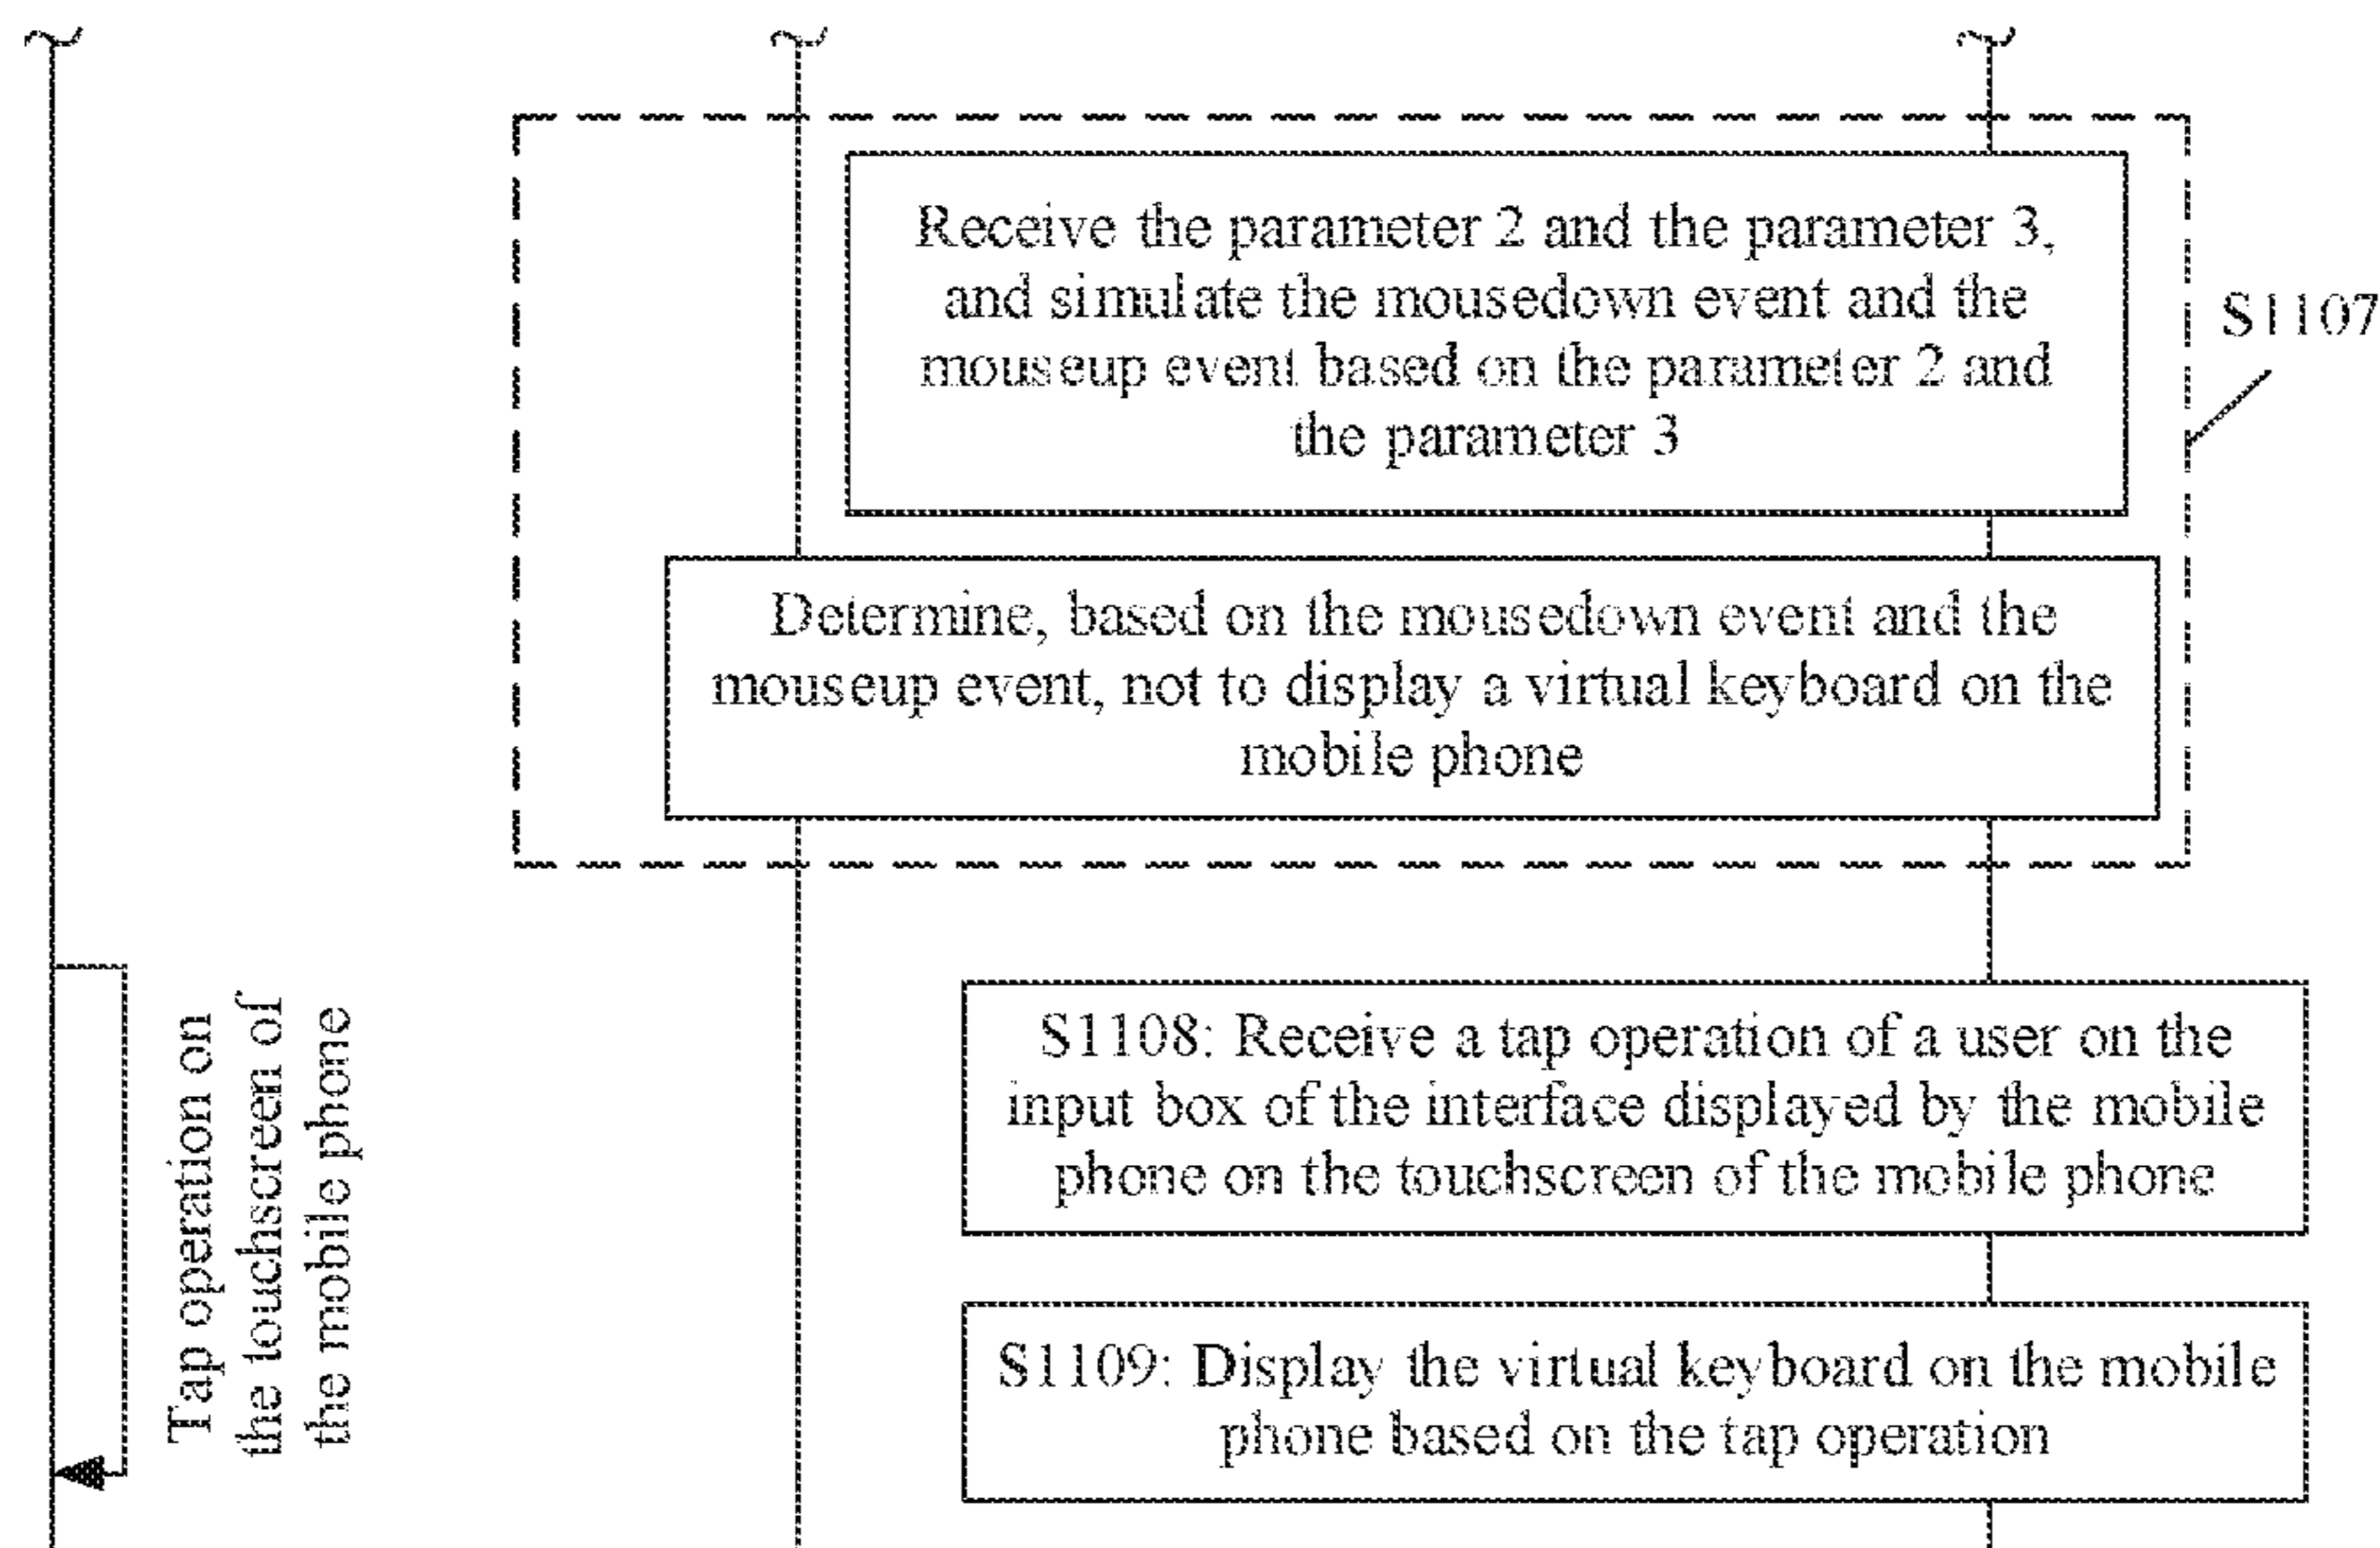 Receive the parameter 2 and the parameter 3,
and simulate the mousedown event and the
mouseup event based on the parameter 2 and
the parameter 3
S1107
Determine, based on the mousedown event and the
mouseup event, not to display a virtual keyboard on the
mobile phone
Tap operation on
the touchscreen of
the mobile phone
S1108: Receive a tap operation of a user on the
input box of the interface displayed by the mobile
phone on the touchscreen of the mobile phone
S1109: Display the virtual keyboard on the mobile
phone based on the tap operation